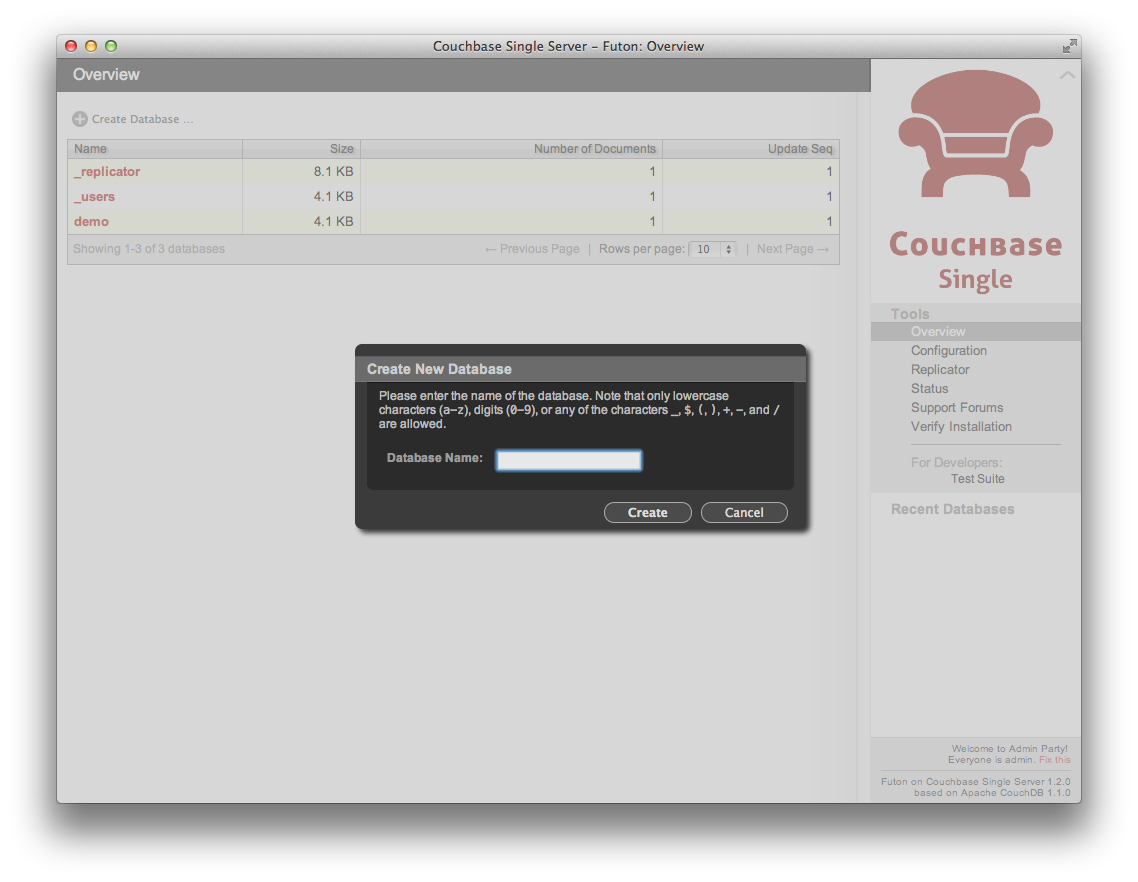 Couchbase Single Server – Futon: Overview
Overview
Create Database ...
Name Size Number of Documents Update Seq
_replicator 8.1 KB 1 1
_users 4.1 KB 1 1
demo 4.1 KB 1 1
Showing 1-3 of 3 databases ← Previous Page | Rows per page: 10 | Next Page →
Create New Database
Please enter the name of the database. Note that only lowercase
characters (a–z), digits (0–9), or any of the characters _, $, (, ), +, –, and /
are allowed.
Database Name:
Create Cancel
COUCHBASE
Single
Tools
Overview
Configuration
Replicator
Status
Support Forums
Verify Installation
For Developers:
Test Suite
Recent Databases
Welcome to Admin Party!
Everyone is admin. Fix this
Futon on Couchbase Single Server 1.2.0
based on Apache CouchDB 1.1.0